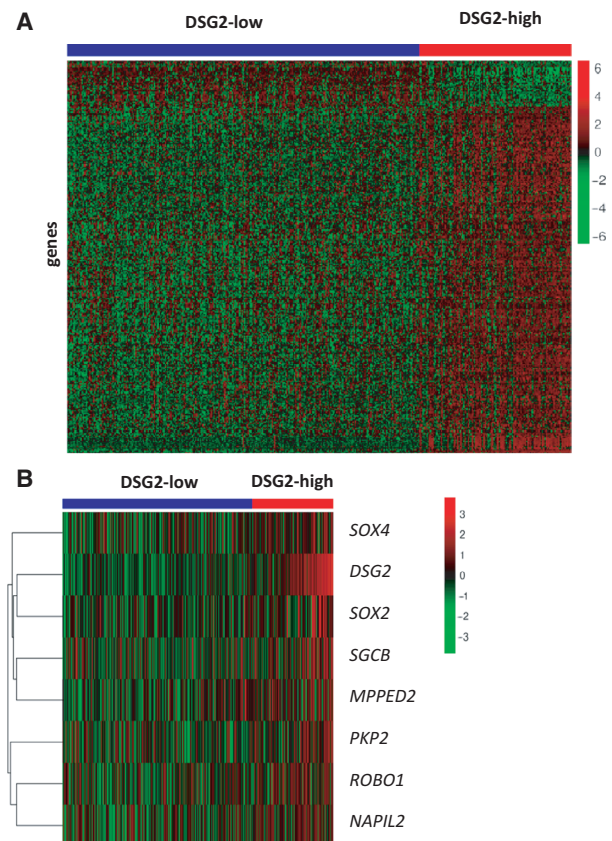 A
DSG2-low
DSG2-high
genes
6
4
2
0
-2
-4
-6
B
DSG2-low
DSG2-high
SOX4
DSG2
SOX2
SGCB
MPPED2
PKP2
ROBO1
NAPIL2
3
2
1
0
-1
-2
-3